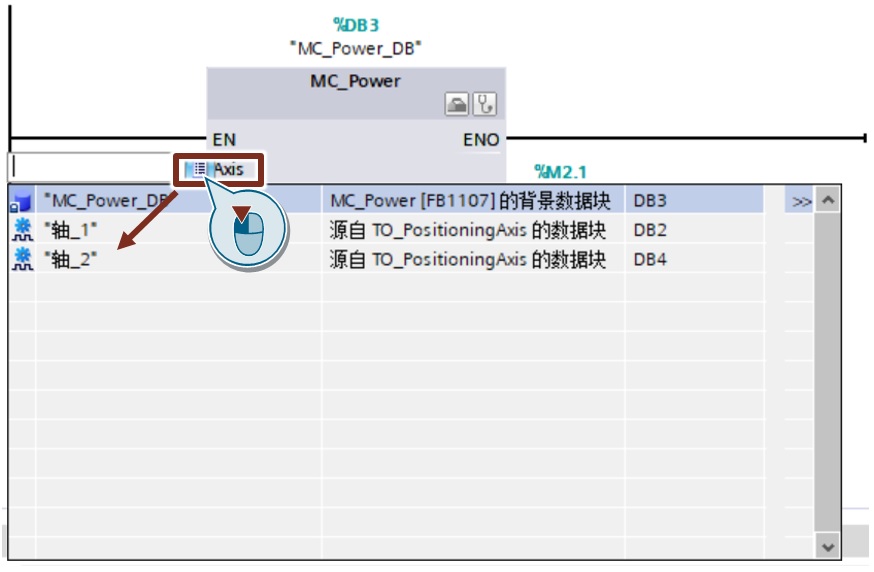 %DB3
"MC_Power_DB"
MC_Power
EN ENO
Axis
%M2.1
"MC_Power_DB" MC_Power [FB1107] 的背景数据块 DB3 >>
"轴_1" 源自 TO_PositioningAxis 的数据块 DB2
"轴_2" 源自 TO_PositioningAxis 的数据块 DB4